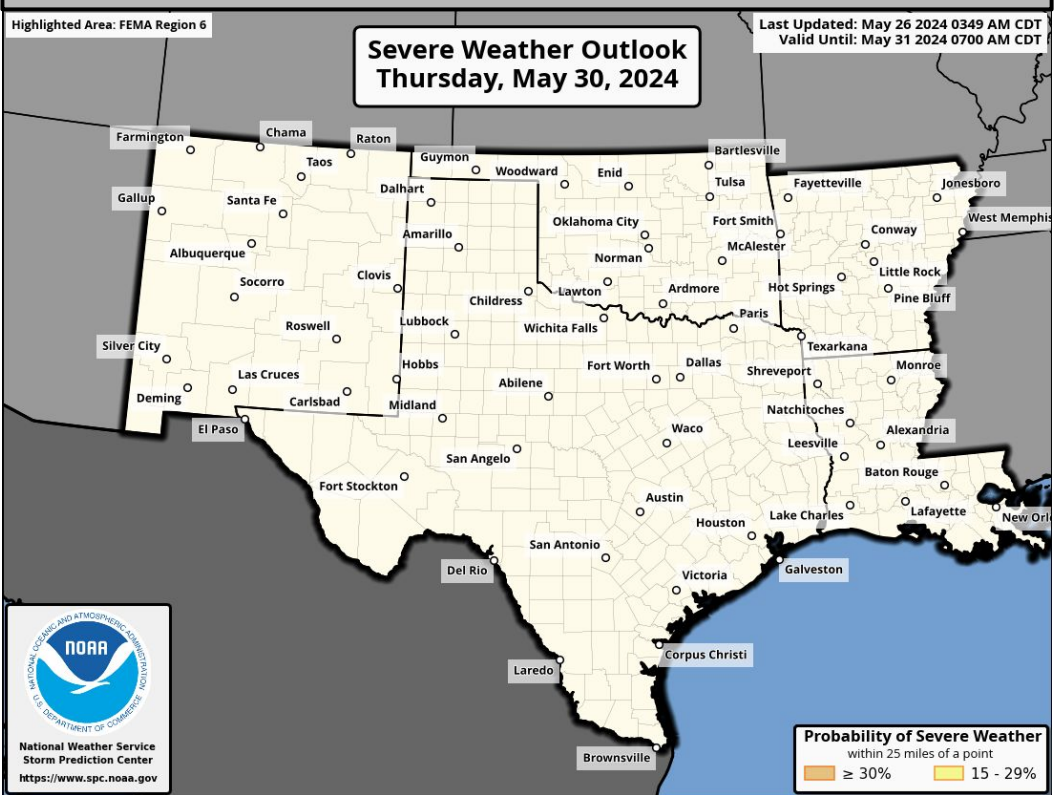 Highlighted Area: FEMA Region 6
Last Updated: May 26 2024 0349 AM CDT
Valid Until: May 31 2024 0700 AM CDT
Severe Weather Outlook
Thursday, May 30, 2024
Farmington
Chama
Raton
Taos
Guymon
Woodward
Enid
Bartlesville
Tulsa
Fayetteville
Jonesboro
Gallup
Santa Fe
Dalhart
Oklahoma City
Fort Smith
West Memphis
Albuquerque
Amarillo
Norman
McAlester
Conway
Socorro
Clovis
Childress
Lawton
Ardmore
Hot Springs
Little Rock
Pine Bluff
Roswell
Lubbock
Wichita Falls
Paris
Texarkana
Silver City
Las Cruces
Hobbs
Fort Worth
Dallas
Shreveport
Monroe
Deming
Carlsbad
Midland
Abilene
Natchitoches
El Paso
Waco
Leesville
Alexandria
San Angelo
Fort Stockton
Baton Rouge
Austin
Houston
Lake Charles
Lafayette
New Orl
San Antonio
Del Rio
Galveston
Victoria
Laredo
Corpus Christi
Brownsville
NATIONAL OCEANIC AND ATMOSPHERIC ADMINISTRATION
NOAA
U.S. DEPARTMENT OF COMMERCE
National Weather Service
Storm Prediction Center
https://www.spc.noaa.gov
Probability of Severe Weather
within 25 miles of a point
≥ 30%
15 - 29%